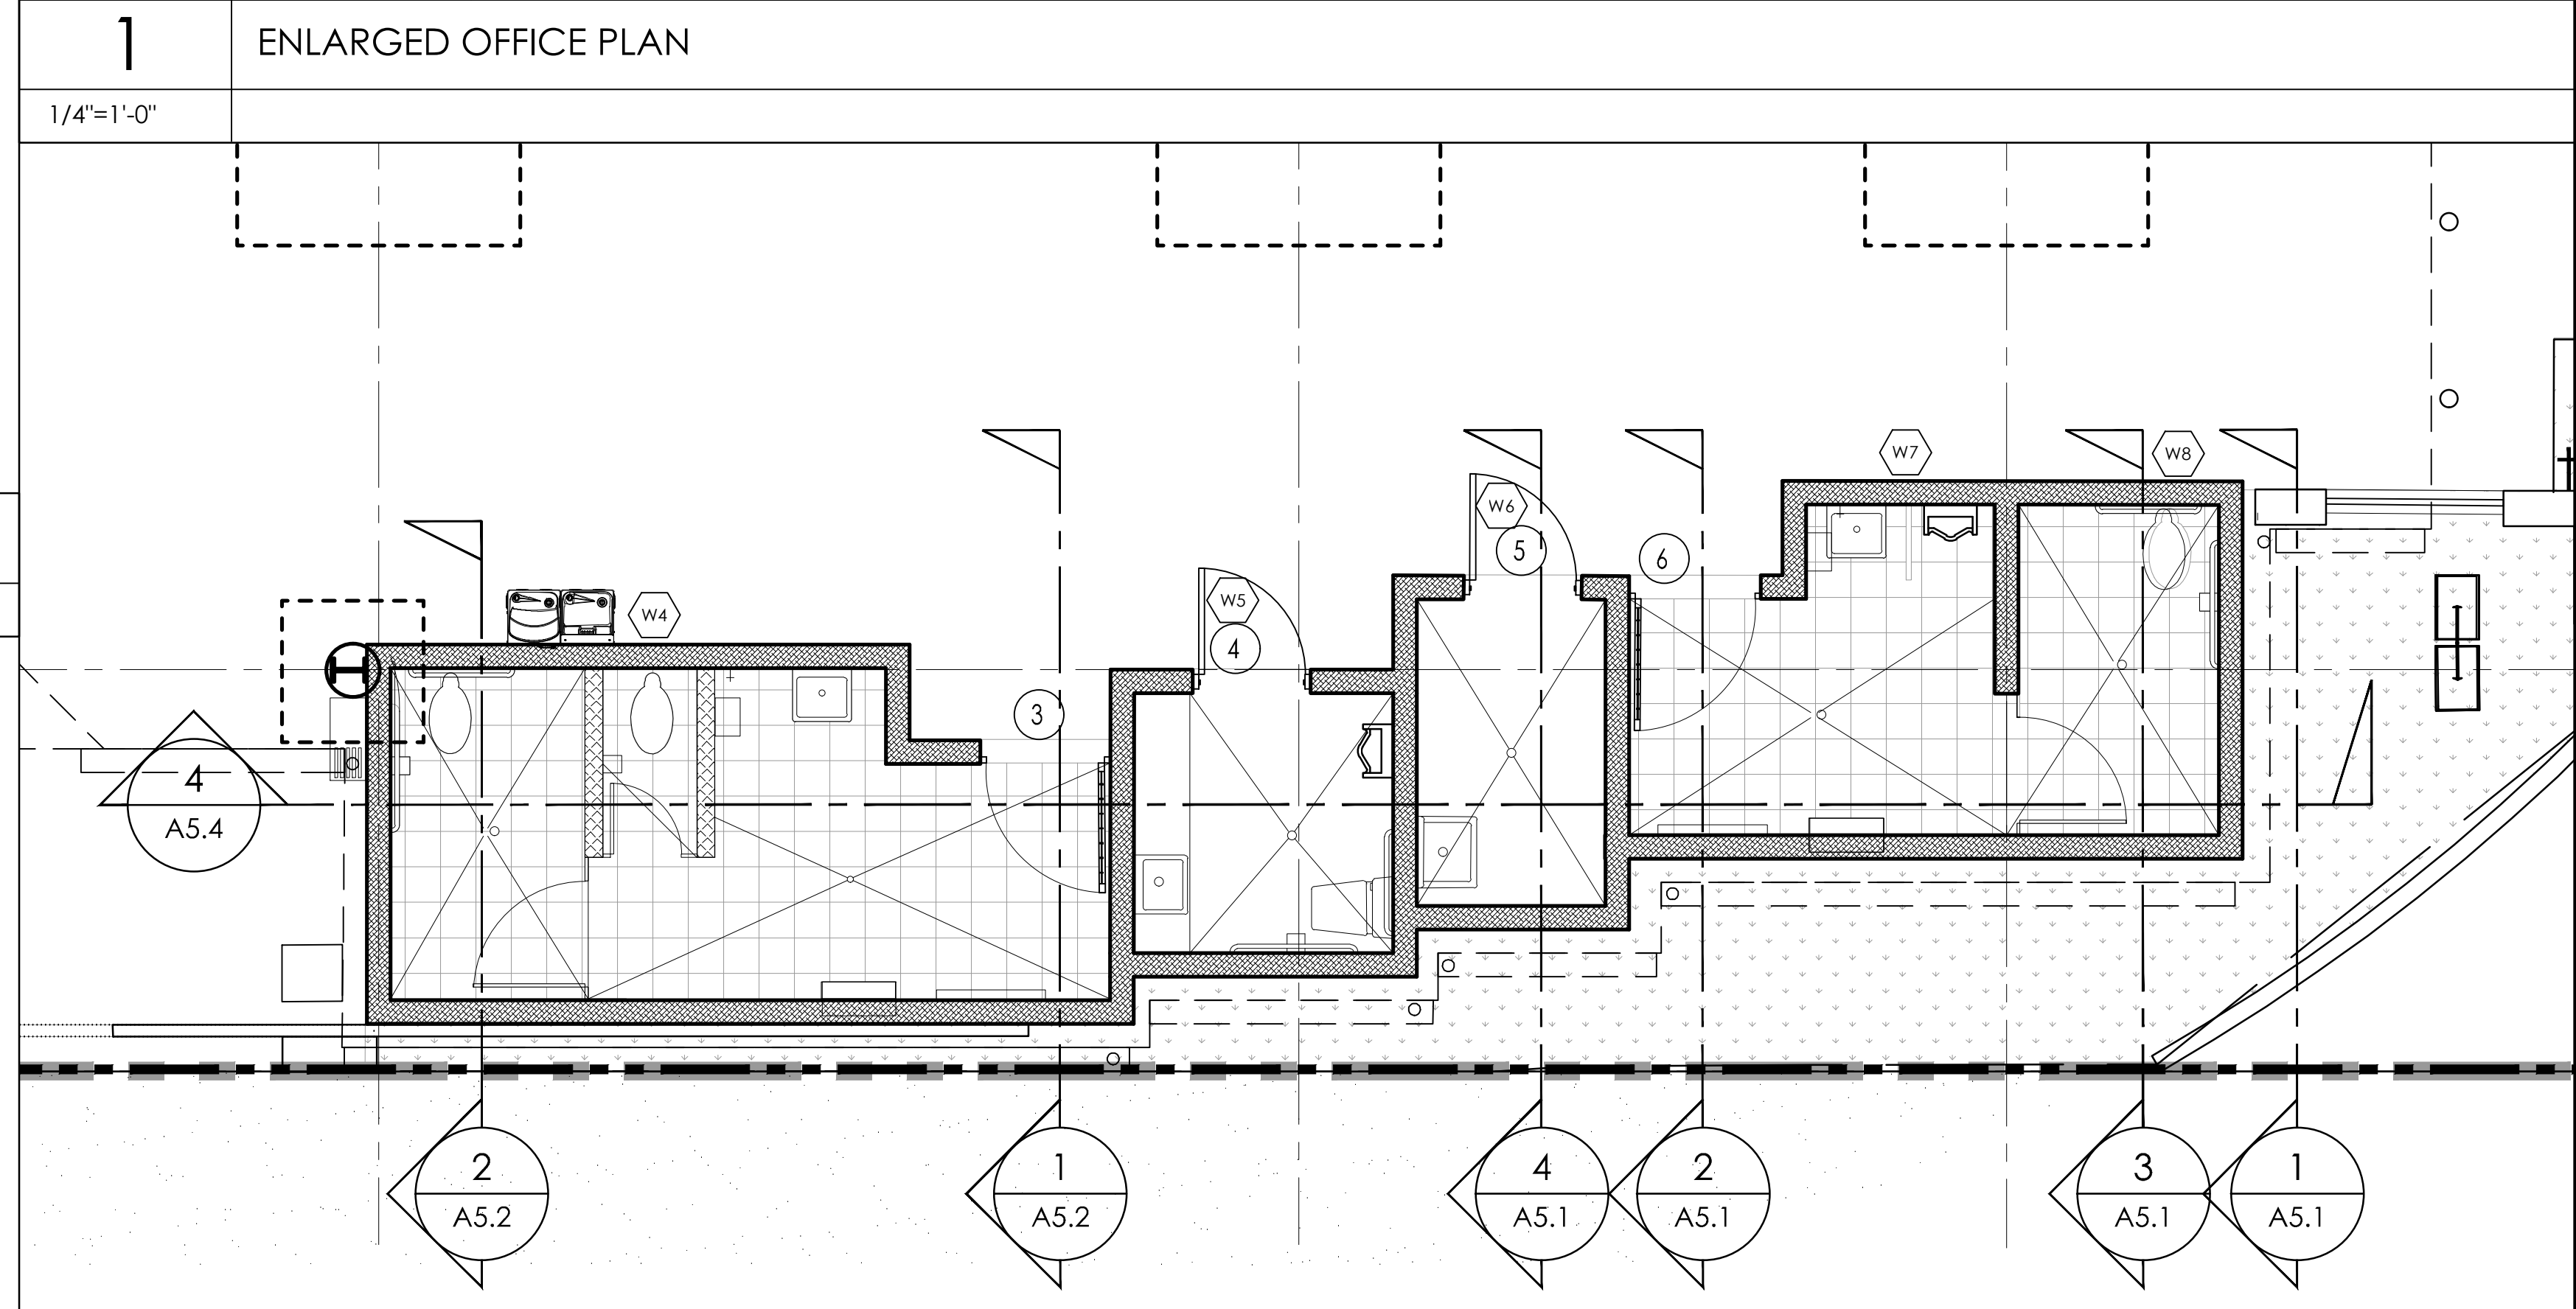 1
ENLARGED OFFICE PLAN
1/4"=1'-0"
W7
W8
W6
5
6
W5
W4
4
3
4
A5.4
2
A5.2
1
A5.2
4
A5.1
2
A5.1
3
A5.1
1
A5.1